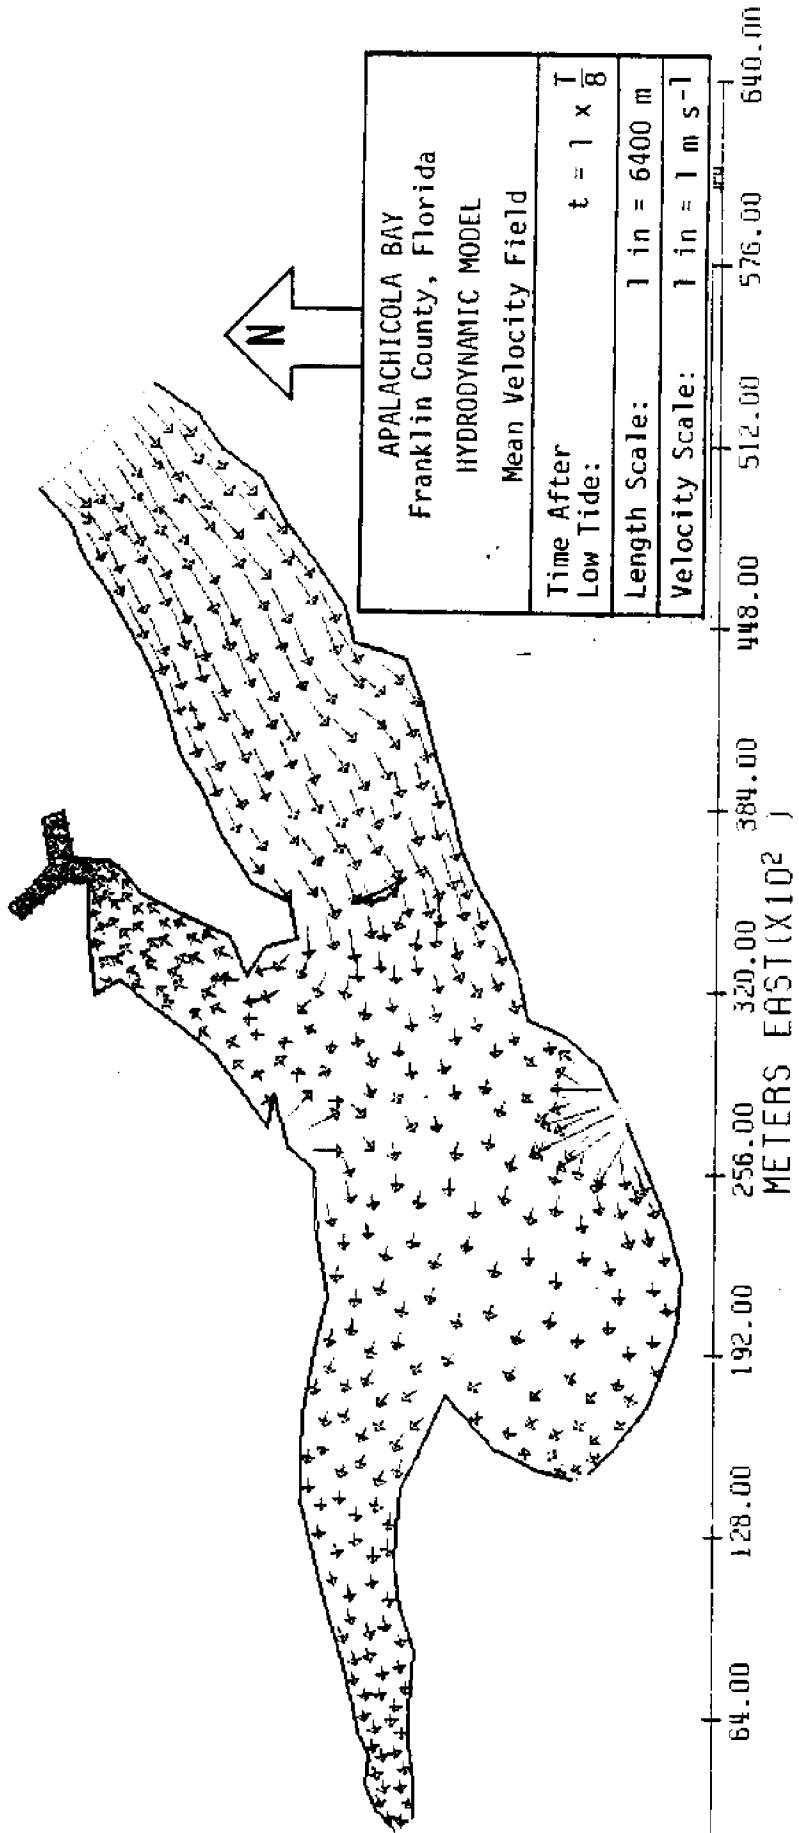 N
APALACHICOLA BAY
Franklin County, Florida
HYDRODYNAMIC MODEL
Mean Velocity Field
Time After
Low Tide: t = 1 x T/8
Length Scale: 1 in = 6400 m
Velocity Scale: 1 in = 1 m s-1
64.00 128.00 192.00 256.00 320.00 384.00 448.00 512.00 576.00 640.00
METERS EAST(X10² )